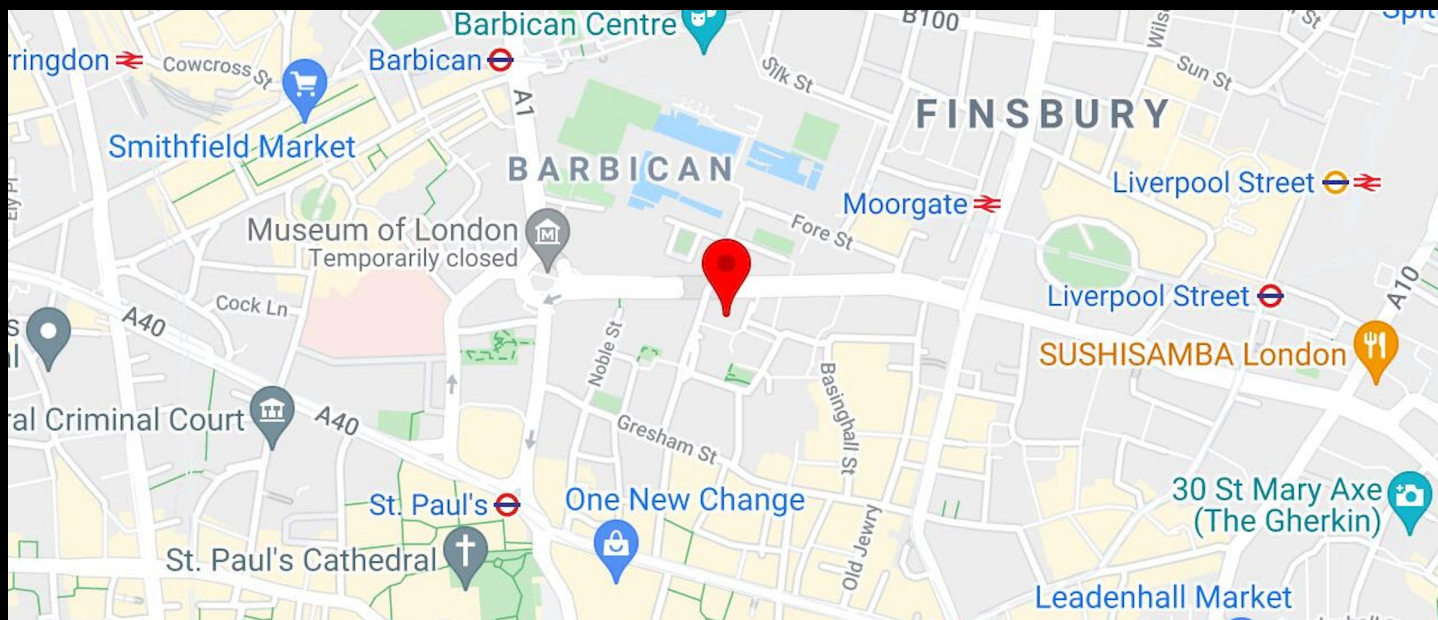 Barbican Centre
B100
rringdon
Cowcross St
Barbican
Silk St
Sun St
A1
FINSBURY
Smithfield Market
BARBICAN
Liverpool Street
Ely Pl
Moorgate
Museum of London
Temporarily closed
Fore St
Cock Ln
Liverpool Street
A10
A40
Noble St
SUSHISAMBA London
Basinghall St
al Criminal Court
A40
Gresham St
St. Paul's
One New Change
30 St Mary Axe
(The Gherkin)
Old Jewry
St. Paul's Cathedral
Leadenhall Market